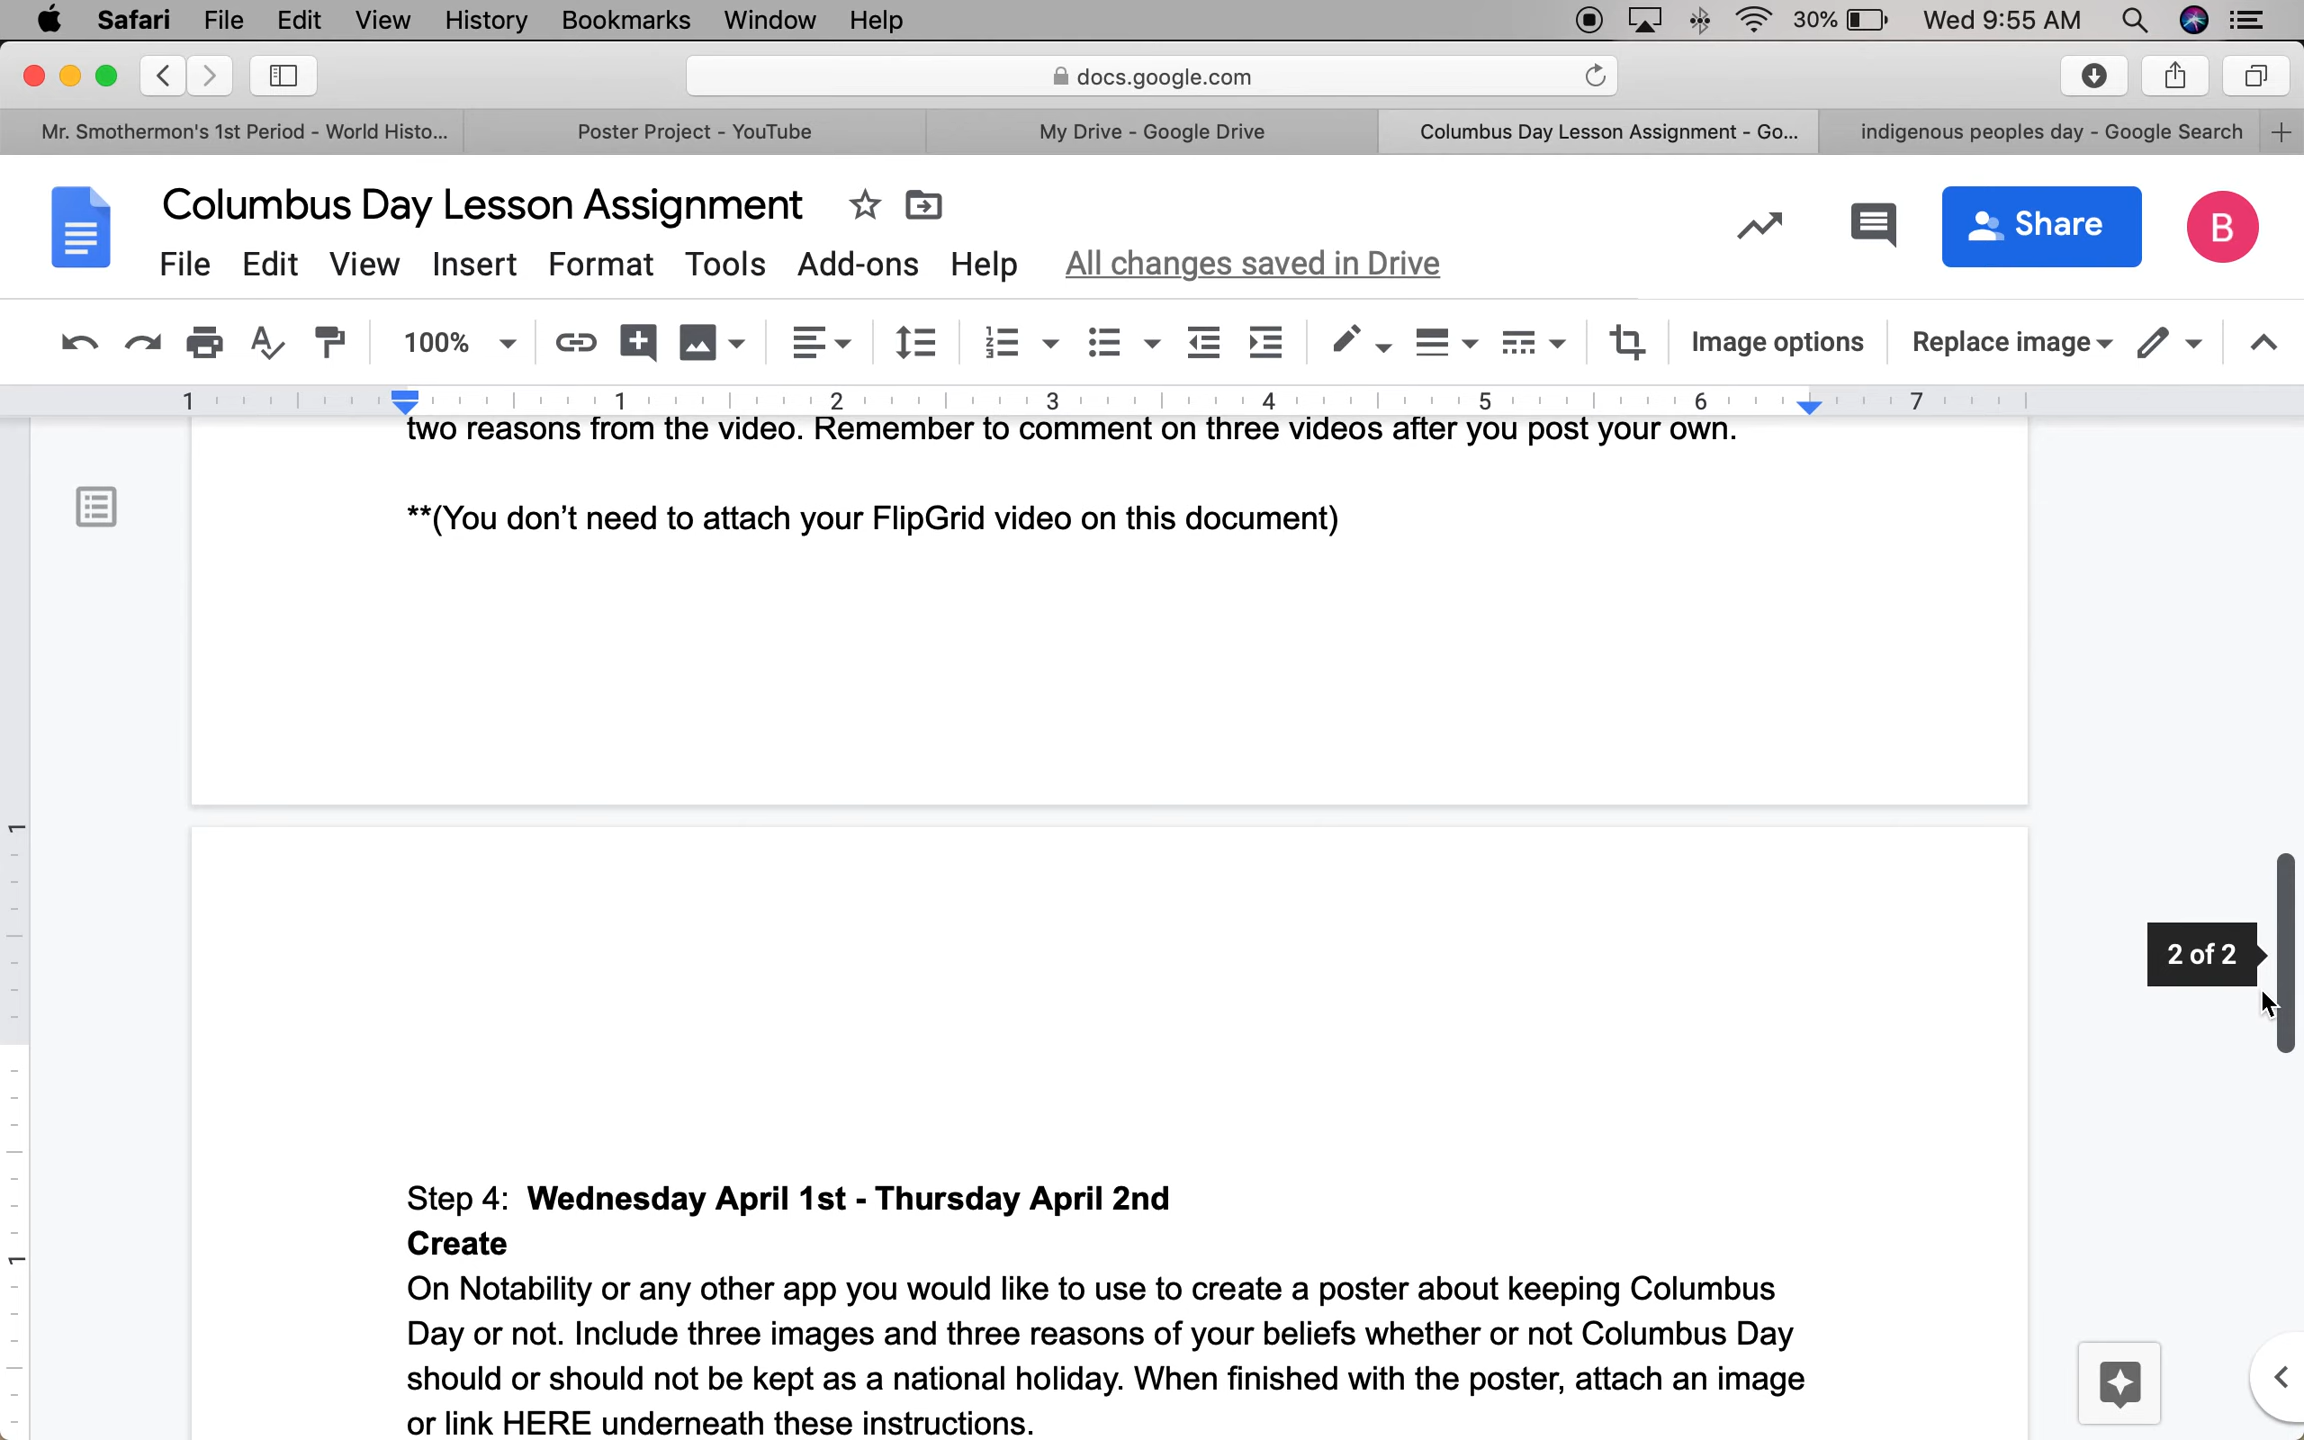 Safari File Edit View History Bookmarks Window Help 30% Wed 9:55 AM
docs.google.com
Mr. Smothermon's 1st Period - World Histo... Poster Project - YouTube My Drive - Google Drive Columbus Day Lesson Assignment - Go... indigenous peoples day - Google Search
Columbus Day Lesson Assignment
Share B
File Edit View Insert Format Tools Add-ons Help All changes saved in Drive
100% Image options Replace image
1 1 2 3 4 5 6 7
two reasons from the video. Remember to comment on three videos after you post your own.
**(You don’t need to attach your FlipGrid video on this document)
1
2 of 2
Step 4: Wednesday April 1st - Thursday April 2nd
Create
1
On Notability or any other app you would like to use to create a poster about keeping Columbus
Day or not. Include three images and three reasons of your beliefs whether or not Columbus Day
should or should not be kept as a national holiday. When finished with the poster, attach an image
or link HERE underneath these instructions.